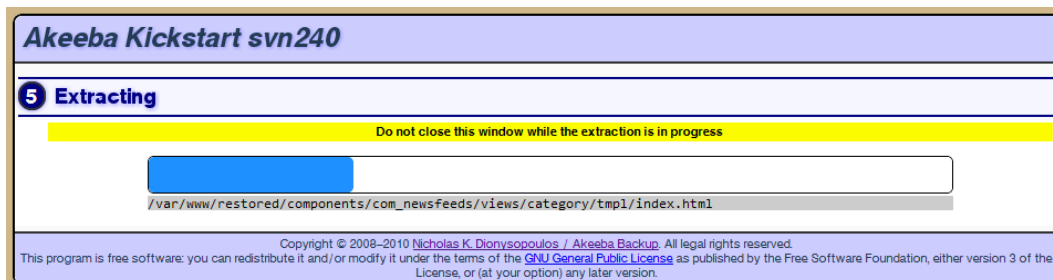 Akeeba Kickstart svn240
5 Extracting
Do not close this window while the extraction is in progress
/var/www/restored/components/com_newsfeeds/views/category/tmpl/index.html
Copyright © 2008–2010 Nicholas K. Dionysopoulos / Akeeba Backup. All legal rights reserved.
This program is free software: you can redistribute it and/or modify it under the terms of the GNU General Public License as published by the Free Software Foundation, either version 3 of the
License, or (at your option) any later version.